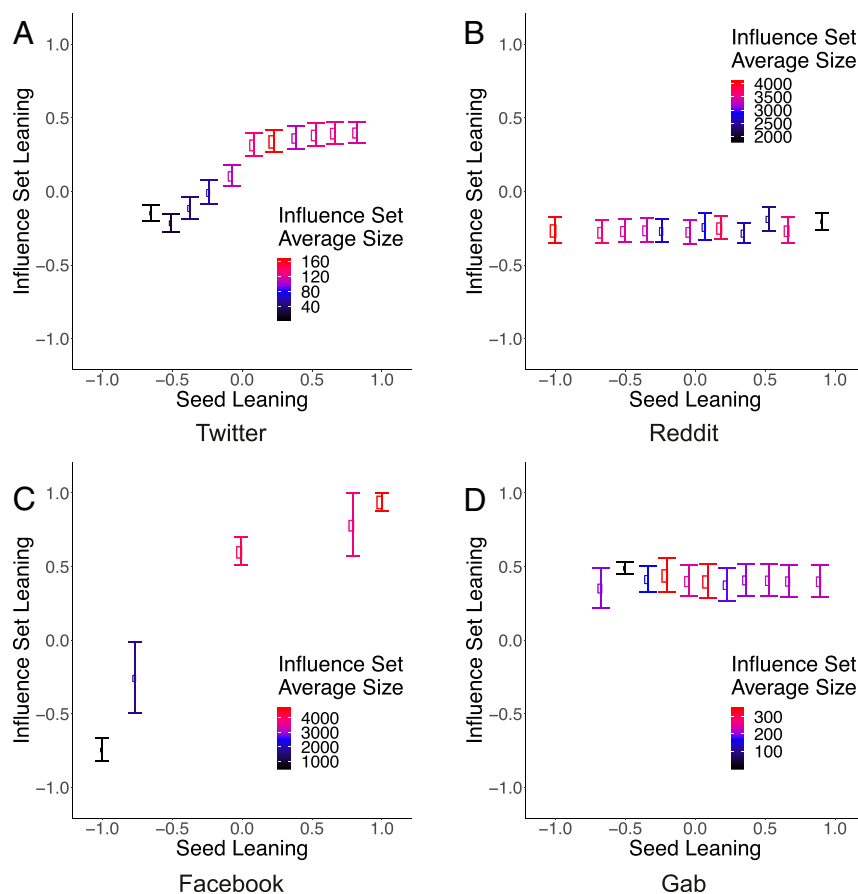 A
1.0
0.5
0.0
−0.5
−1.0
Influence Set Leaning
Influence Set
Average Size
160
120
80
40
−1.0 −0.5 0.0 0.5 1.0
Seed Leaning
Twitter
B
1.0
0.5
0.0
−0.5
−1.0
Influence Set Leaning
Influence Set
Average Size
4000
3500
3000
2500
2000
−1.0 −0.5 0.0 0.5 1.0
Seed Leaning
Reddit
C
1.0
0.5
0.0
−0.5
−1.0
Influence Set Leaning
Influence Set
Average Size
4000
3000
2000
1000
−1.0 −0.5 0.0 0.5 1.0
Seed Leaning
Facebook
D
1.0
0.5
0.0
−0.5
−1.0
Influence Set Leaning
Influence Set
Average Size
300
200
100
−1.0 −0.5 0.0 0.5 1.0
Seed Leaning
Gab